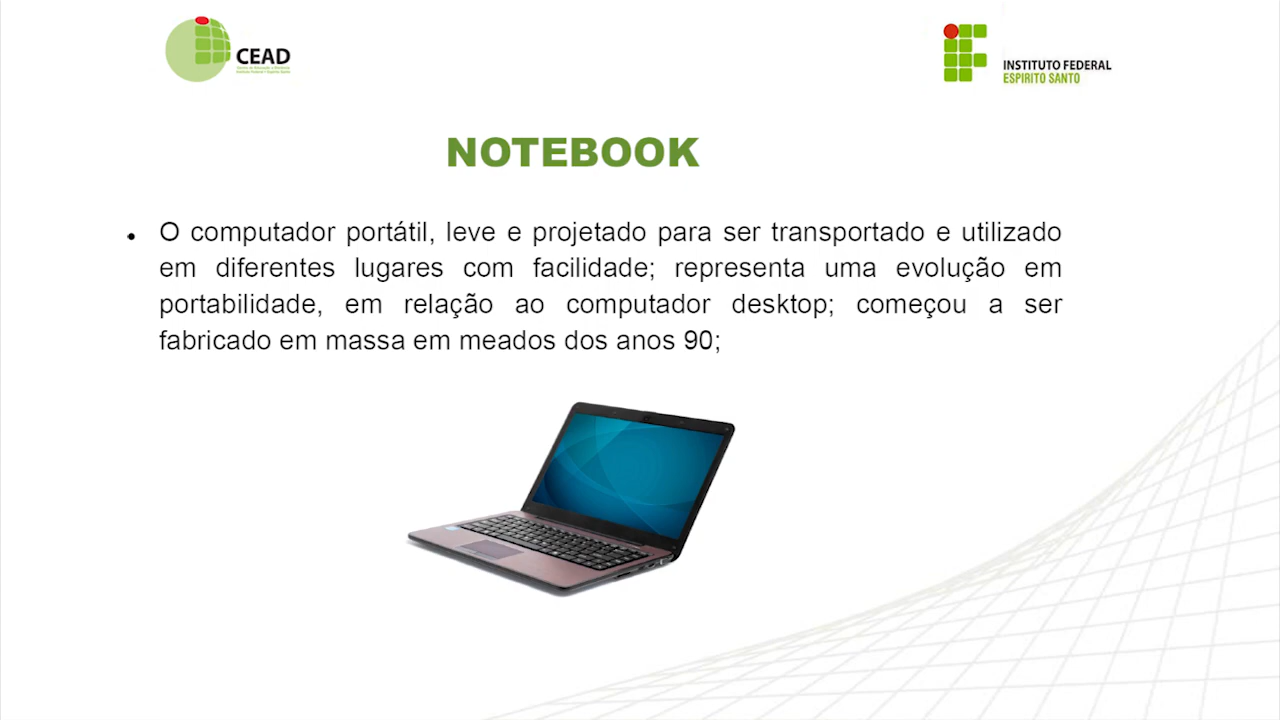 CEAD
INSTITUTO FEDERAL
ESPÍRITO SANTO
NOTEBOOK
• O computador portátil, leve e projetado para ser transportado e utilizado
em diferentes lugares com facilidade; representa uma evolução em
portabilidade, em relação ao computador desktop; começou a ser
fabricado em massa em meados dos anos 90;